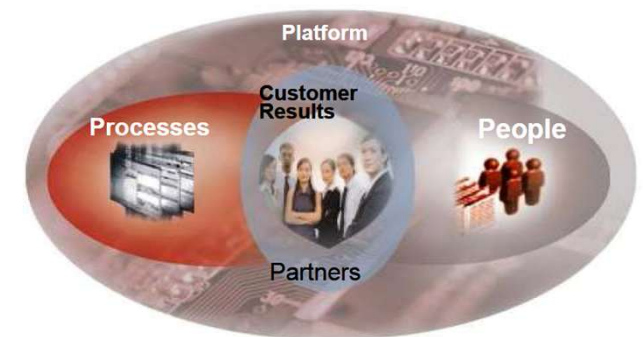 Platform
Customer
Results
Processes
People
Partners